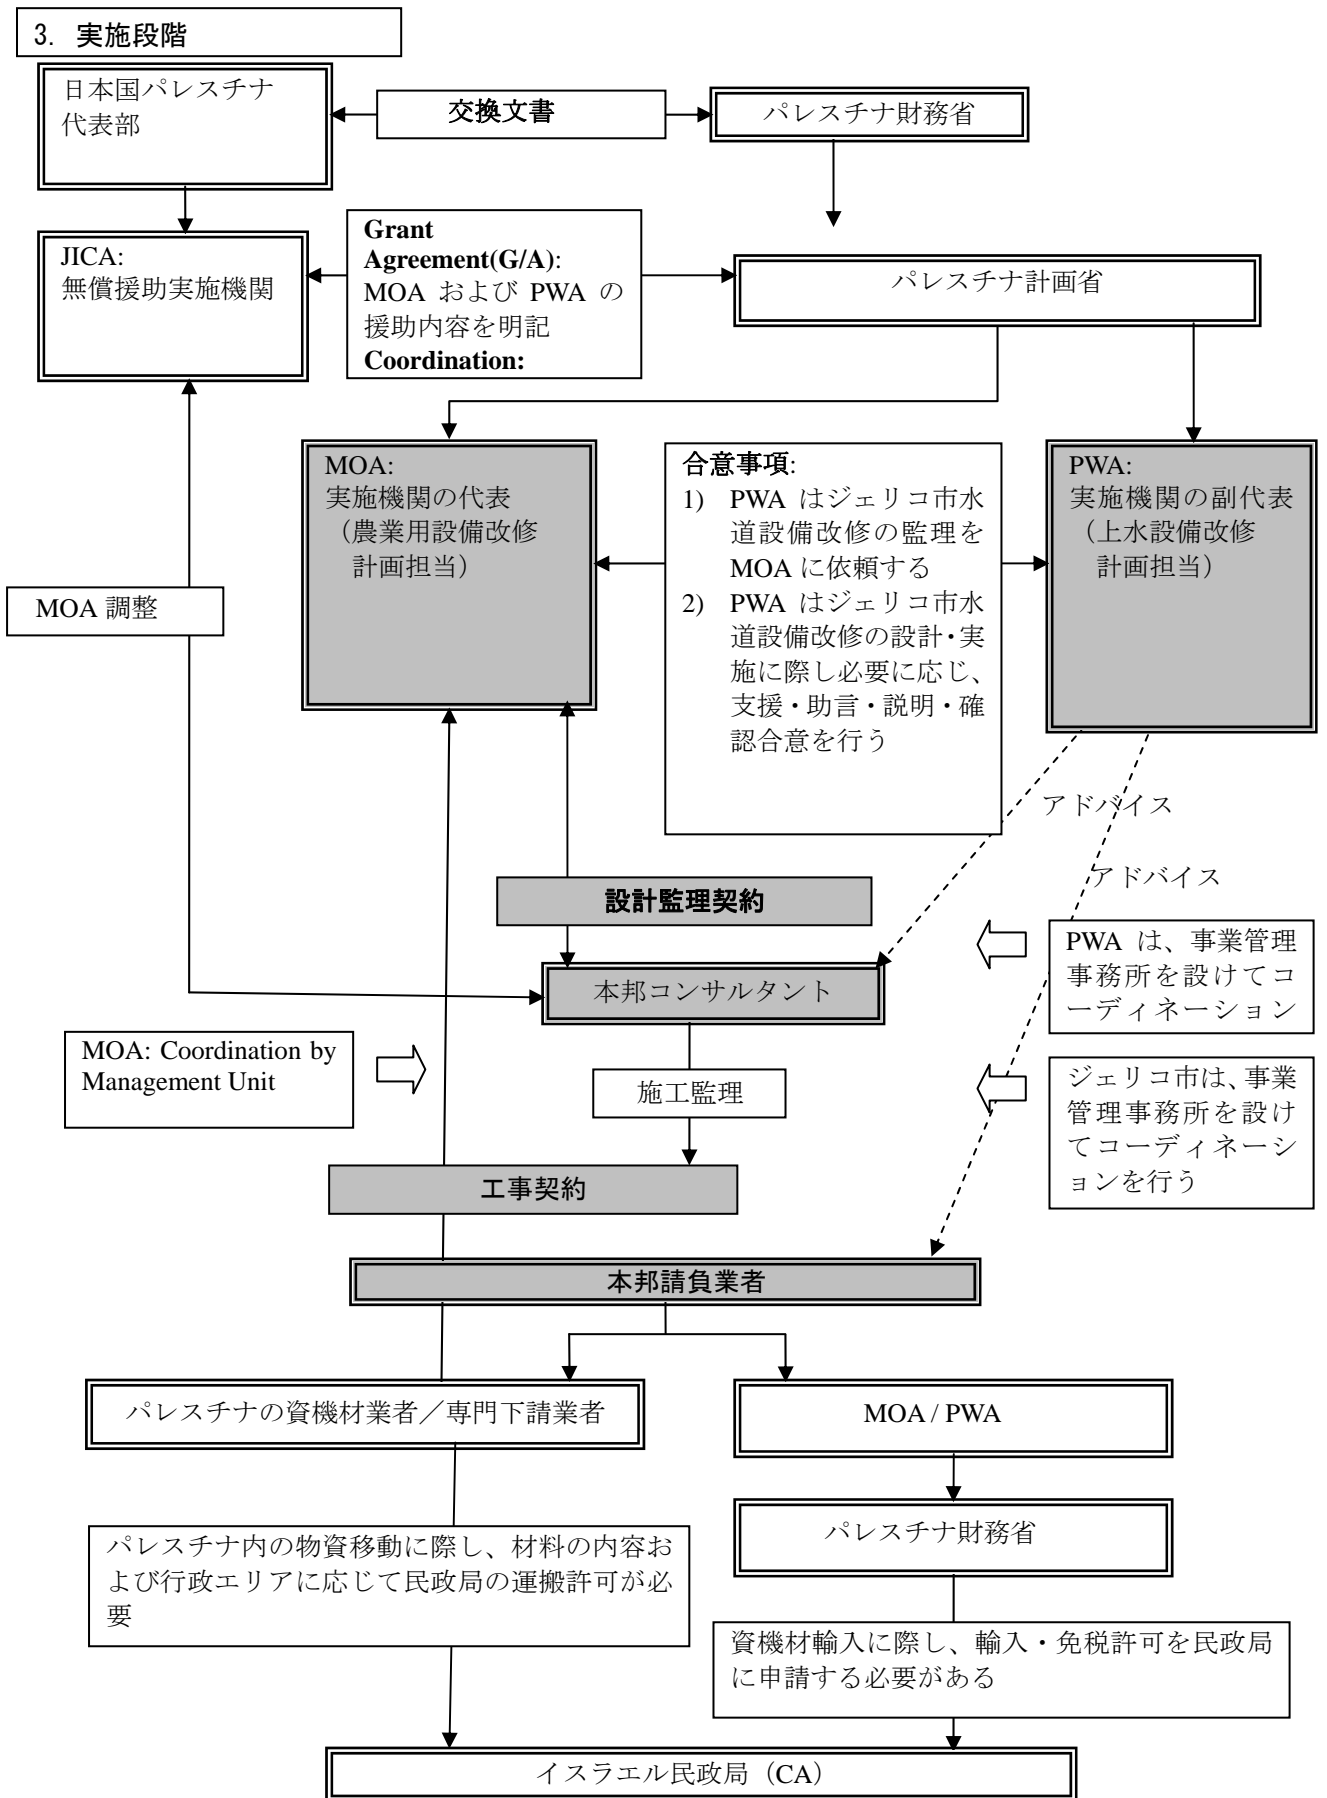 3. 実施段階
日本国パレスチナ
代表部
交換文書
パレスチナ財務省
JICA:
無償援助実施機関
Grant
Agreement(G/A):
MOA および PWA の
援助内容を明記
Coordination:
パレスチナ計画省
MOA:
実施機関の代表
（農業用設備改修
計画担当）
合意事項:
1) PWA はジェリコ市水
道設備改修の監理を
MOA に依頼する
2) PWA はジェリコ市水
道設備改修の設計・実
施に際し必要に応じ、
支援・助言・説明・確
認合意を行う
PWA:
実施機関の副代表
（上水設備改修
計画担当）
MOA 調整
アドバイス
アドバイス
設計監理契約
本邦コンサルタント
PWA は、事業管理
事務所を設けてコ
ーディネーション
MOA: Coordination by
Management Unit
施工監理
ジェリコ市は、事業
管理事務所を設け
てコーディネーシ
ョンを行う
工事契約
本邦請負業者
パレスチナの資機材業者／専門下請業者
MOA / PWA
パレスチナ財務省
パレスチナ内の物資移動に際し、材料の内容お
よび行政エリアに応じて民政局の運搬許可が必
要
資機材輸入に際し、輸入・免税許可を民政局
に申請する必要がある
イスラエル民政局（CA）